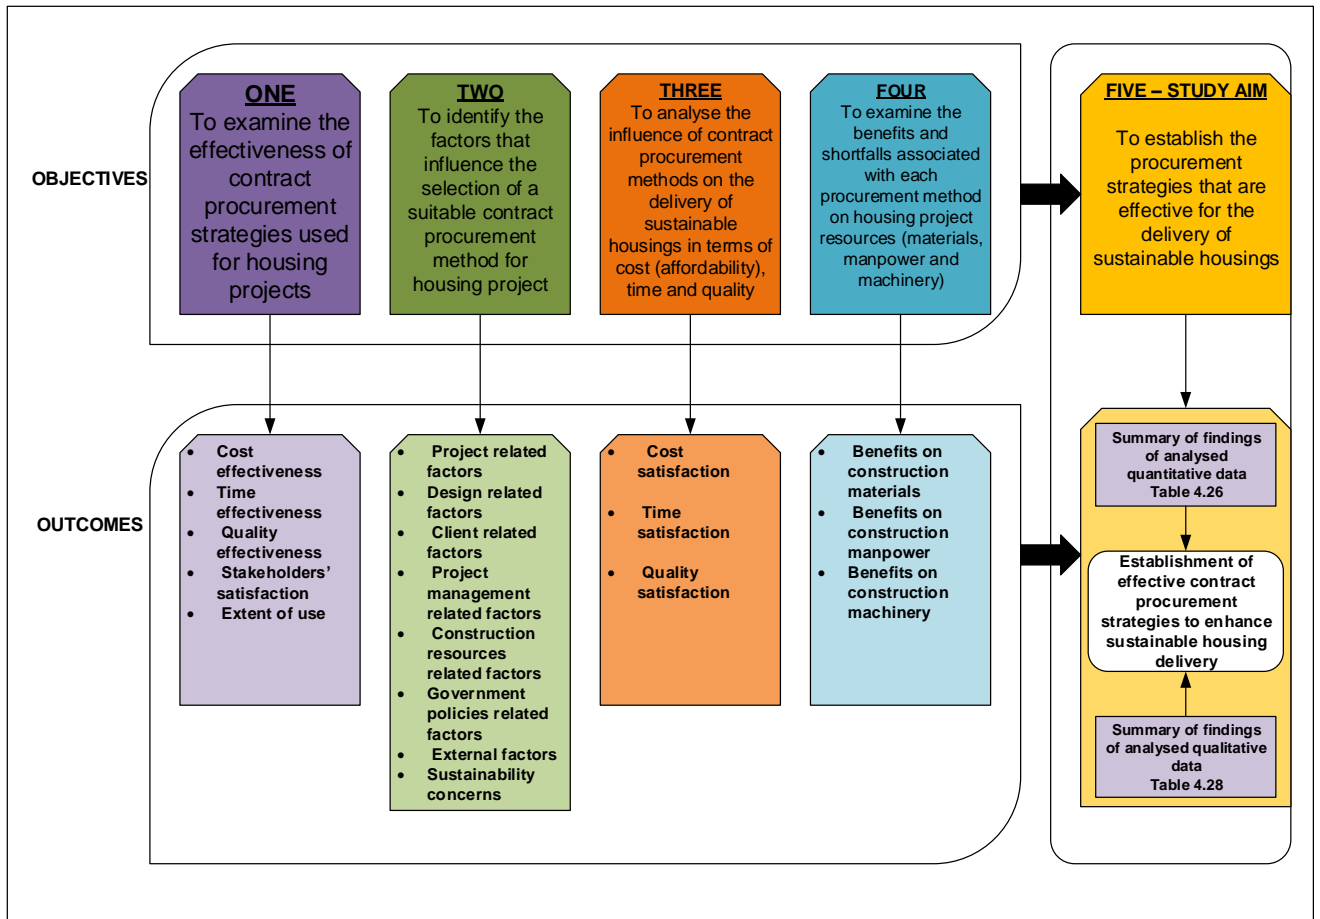 OBJECTIVES
ONE
To examine the
effectiveness of
contract
procurement
strategies used
for housing
projects
TWO
To identify the
factors that
influence the
selection of a
suitable contract
procurement
method for
housing project
THREE
To analyse the
influence of contract
procurement
methods on the
delivery of
sustainable
housings in terms of
cost (affordability),
time and quality
FOUR
To examine the
benefits and
shortfalls associated
with each
procurement method
on housing project
resources (materials,
manpower and
machinery)
FIVE – STUDY AIM
To establish the
procurement
strategies that are
effective for the
delivery of
sustainable housings
OUTCOMES
• Cost
effectiveness
• Time
effectiveness
• Quality
effectiveness
• Stakeholders’
satisfaction
• Extent of use
• Project related
factors
• Design related
factors
• Client related
factors
• Project
management
related factors
• Construction
resources
related factors
• Government
policies related
factors
• External factors
• Sustainability
concerns
• Cost
satisfaction
• Time
satisfaction
• Quality
satisfaction
• Benefits on
construction
materials
• Benefits on
construction
manpower
• Benefits on
construction
machinery
Summary of findings
of analysed
quantitative data
Table 4.26
Establishment of
effective contract
procurement
strategies to enhance
sustainable housing
delivery
Summary of findings
of analysed qualitative
data
Table 4.28